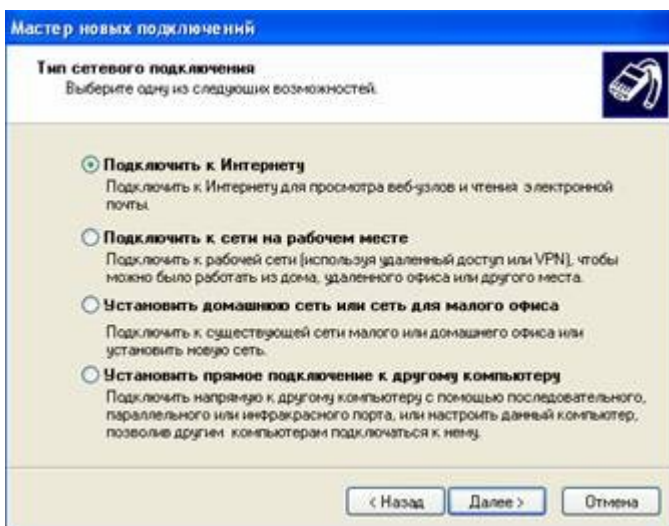 Мастер новых подключений
Тип сетевого подключения
Выберите одну из следующих возможностей.
Подключить к Интернету
Подключить к Интернету для просмотра веб-узлов и чтения электронной
почты.
Подключить к сети на рабочем месте
Подключить к рабочей сети (используя удаленный доступ или VPN), чтобы
можно было работать из дома, удаленного офиса или другого места.
Установить домашнюю сеть или сеть для малого офиса
Подключить к существующей сети малого или домашнего офиса или
установить новую сеть.
Установить прямое подключение к другому компьютеру
Подключить напрямую к другому компьютеру с помощью последовательного,
параллельного или инфракрасного порта, или настроить данный компьютер,
позволив другим компьютерам подключаться к нему.
< Назад Далее > Отмена